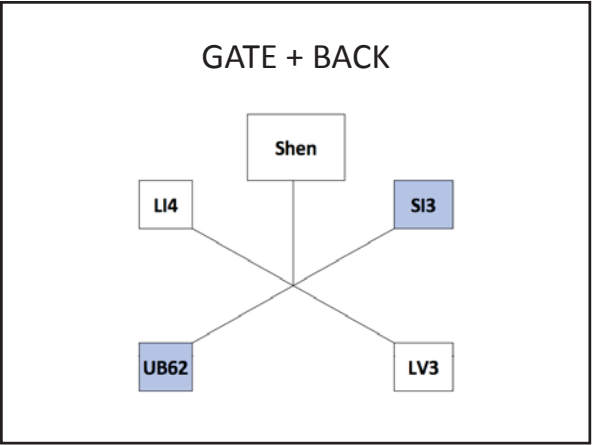 GATE + BACK
Shen
LI4
SI3
UB62
LV3